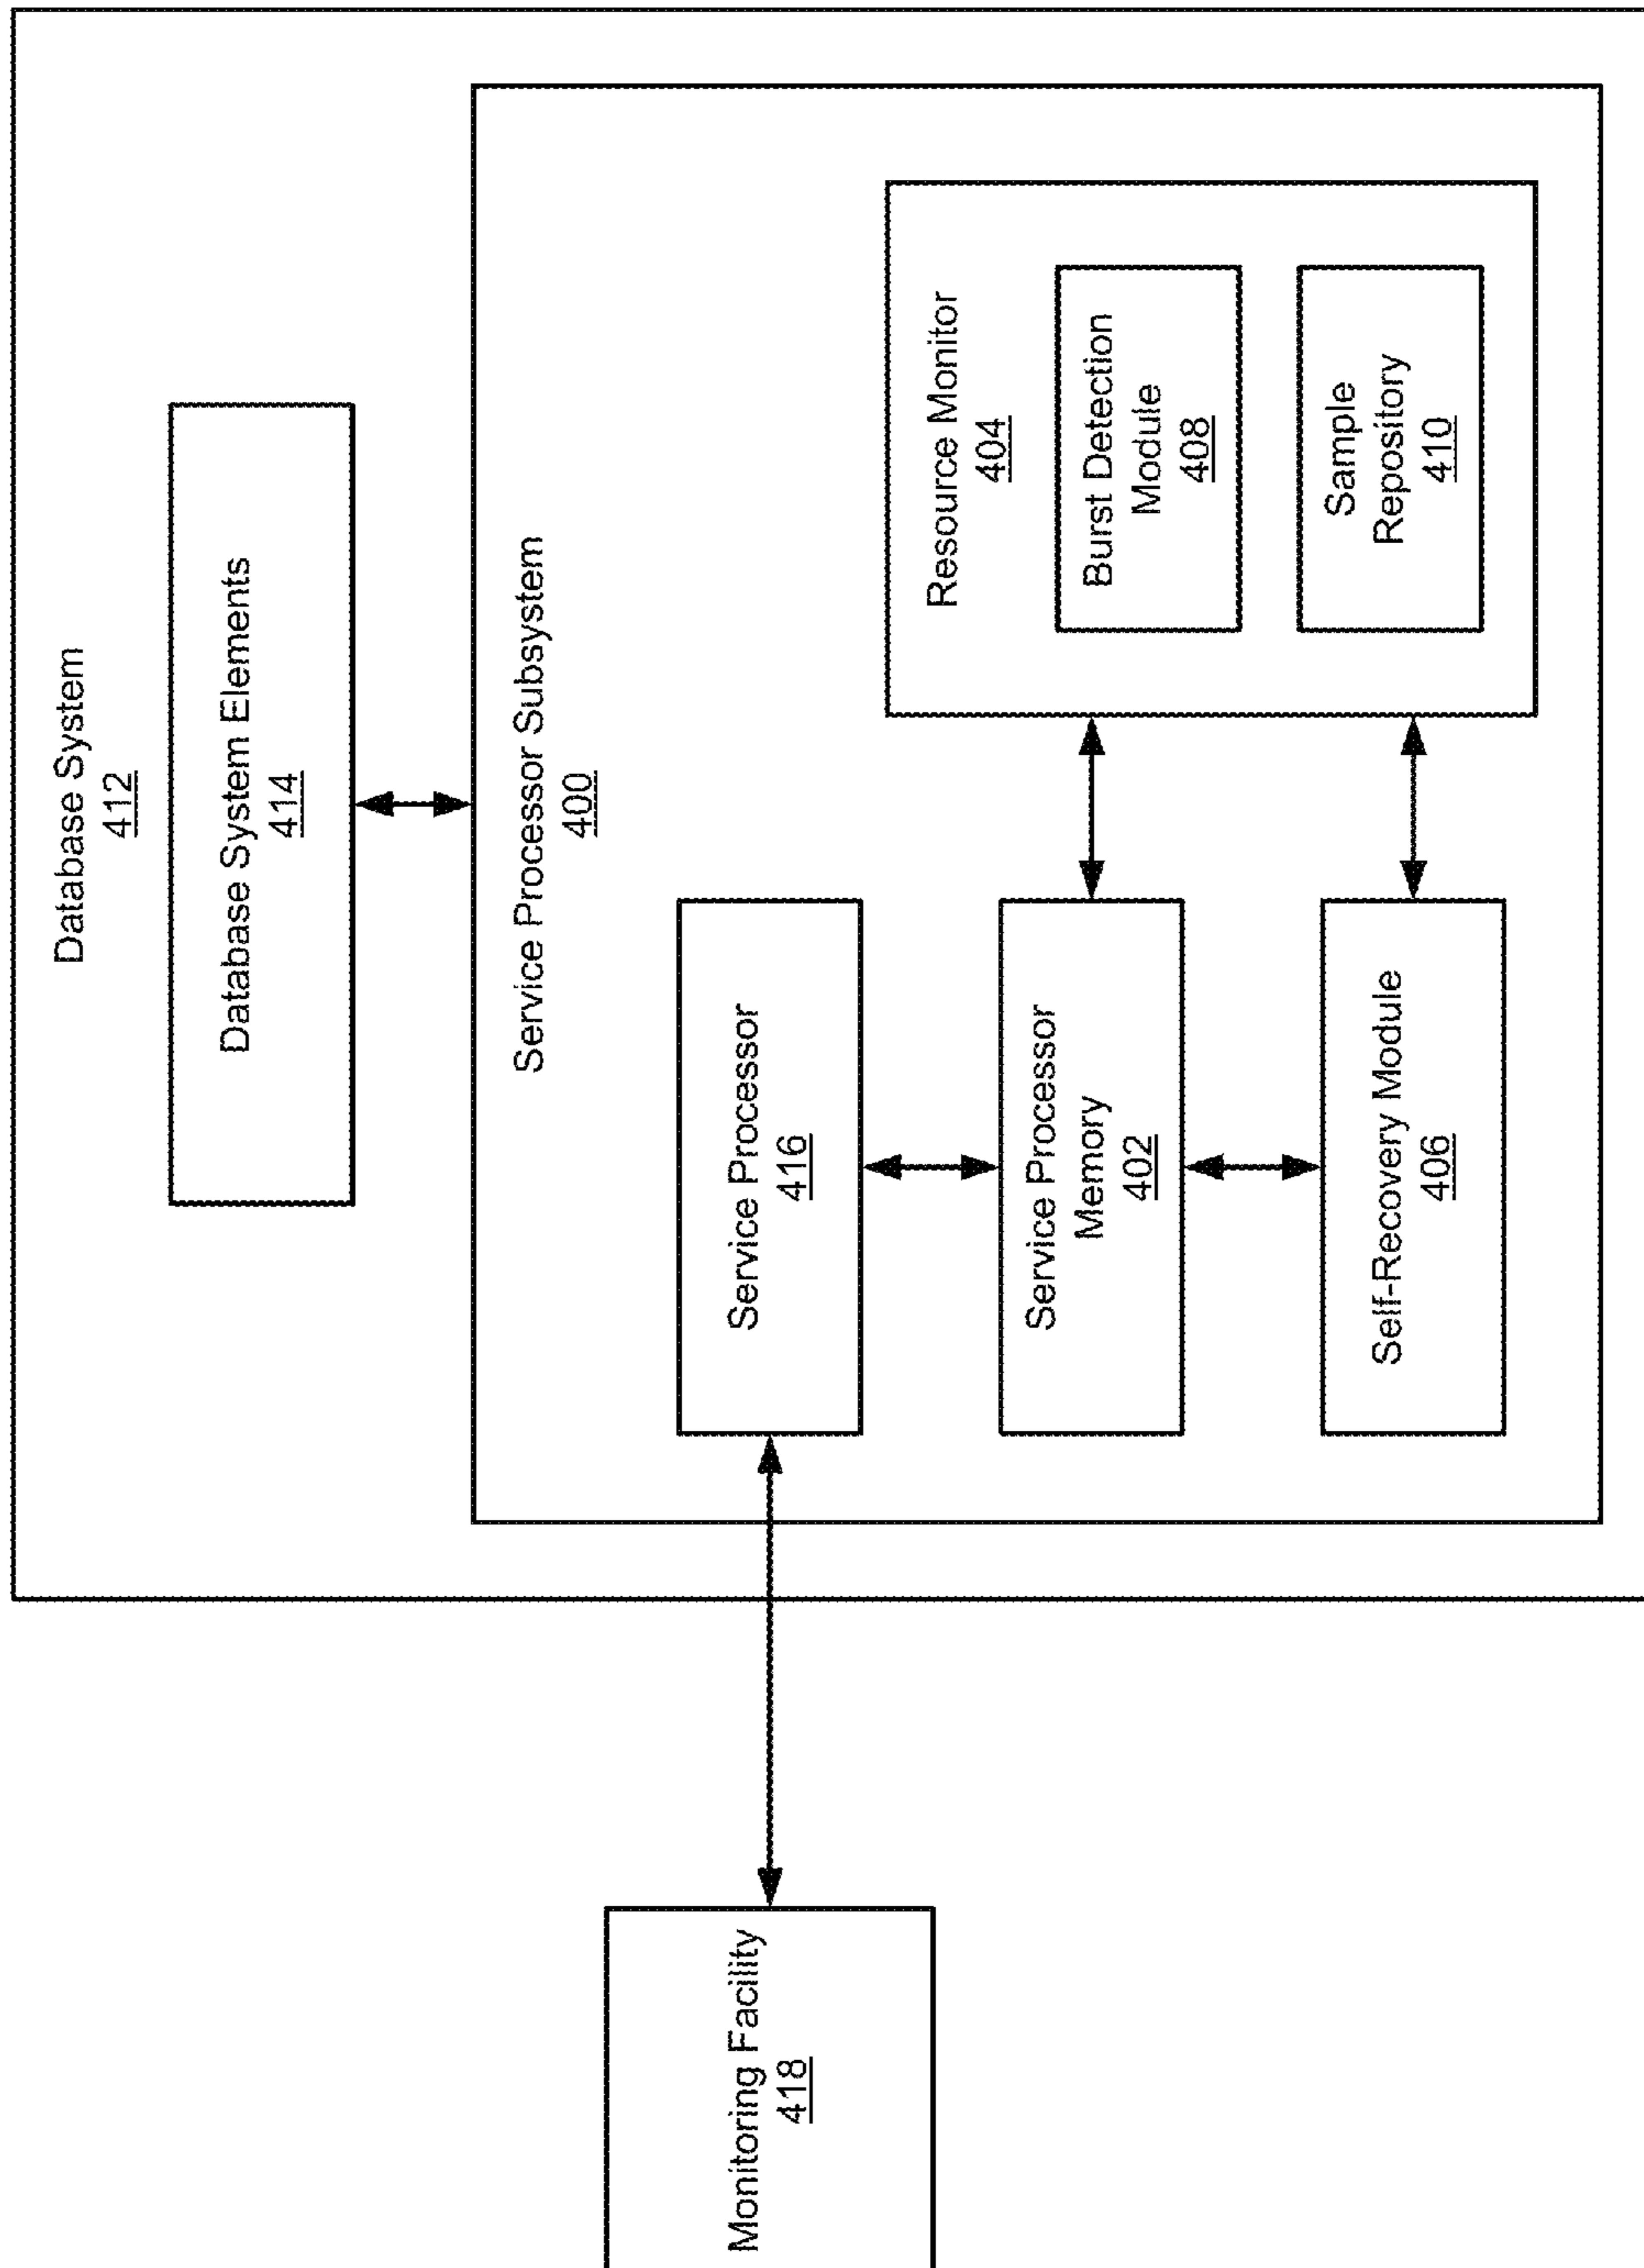 Database System
412
Database System Elements
414
Service Processor Subsystem
400
Monitoring Facility
418
Service Processor
416
Service Processor
Memory
402
Self-Recovery Module
406
Resource Monitor
404
Burst Detection
Module
408
Sample
Repository
410